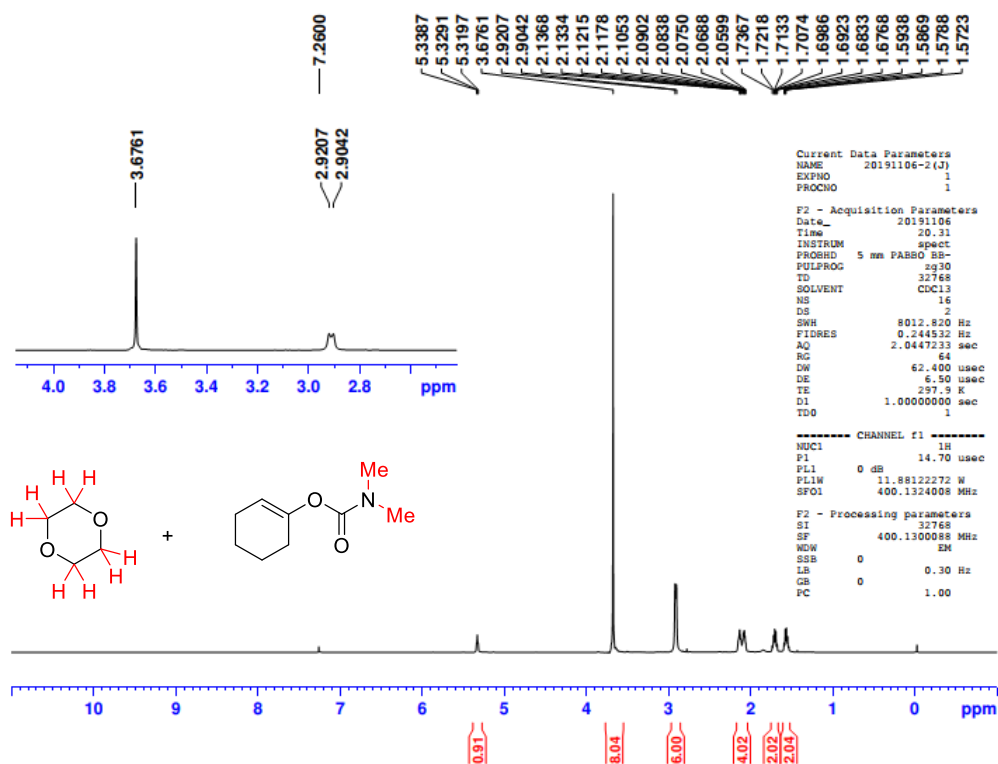 7.2600
5.3387
5.3291
5.3197
3.6761
2.9207
2.9042
2.1368
2.1334
2.1215
2.1178
2.1053
2.0902
2.0838
2.0750
2.0688
2.0599
1.7367
1.7218
1.7133
1.7074
1.6986
1.6923
1.6833
1.6768
1.5938
1.5869
1.5788
1.5723
3.6761
2.9207
2.9042
4.0 3.8 3.6 3.4 3.2 3.0 2.8 ppm
Current Data Parameters
NAME 20191106-2(J)
EXPNO 1
PROCNO 1
F2 - Acquisition Parameters
Date_ 20191106
Time 20.31
INSTRUM spect
PROBHD 5 mm PABBO BB-
PULPROG zg30
TD 32768
SOLVENT CDCl3
NS 16
DS 2
SWH 8012.820 Hz
FIDRES 0.244532 Hz
AQ 2.0447233 sec
RG 64
DW 62.400 usec
DE 6.50 usec
TE 297.9 K
D1 1.00000000 sec
TD0 1
======== CHANNEL f1 ========
NUC1 1H
P1 14.70 usec
PL1 0 dB
PL1W 11.88122272 W
SFO1 400.1324008 MHz
F2 - Processing parameters
SI 32768
SF 400.1300088 MHz
WDW EM
SSB 0
LB 0.30 Hz
GB 0
PC 1.00
H H
H O
O H
H H
+
O N Me
Me
O
10 9 8 7 6 5 4 3 2 1 0 ppm
0.91
8.04
6.00
4.02
2.02
2.04